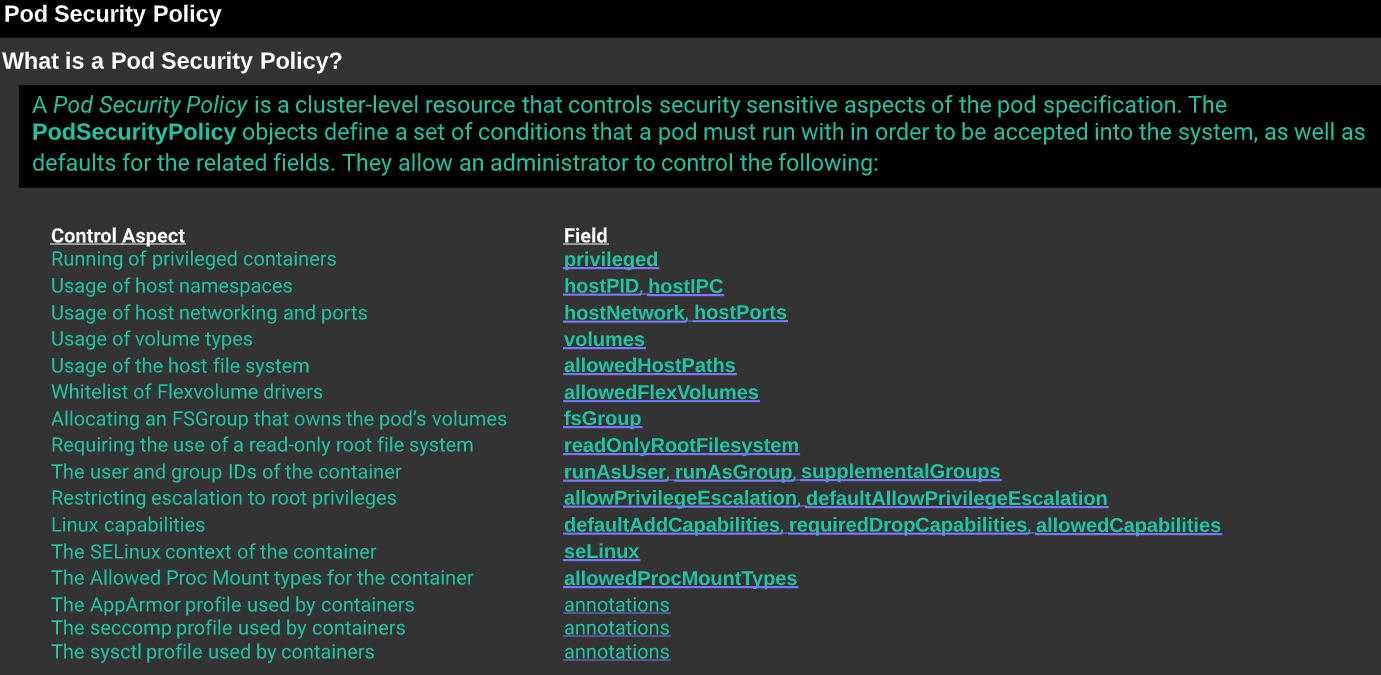 Pod Security Policy
What is a Pod Security Policy?
A Pod Security Policy is a cluster-level resource that controls security sensitive aspects of the pod specification. The
PodSecurityPolicy objects define a set of conditions that a pod must run with in order to be accepted into the system, as well as
defaults for the related fields. They allow an administrator to control the following:
Control Aspect Field
Running of privileged containers privileged
Usage of host namespaces hostPID, hostIPC
Usage of host networking and ports hostNetwork, hostPorts
Usage of volume types volumes
Usage of the host file system allowedHostPaths
Whitelist of Flexvolume drivers allowedFlexVolumes
Allocating an FSGroup that owns the pod’s volumes fsGroup
Requiring the use of a read-only root file system readOnlyRootFilesystem
The user and group IDs of the container runAsUser, runAsGroup, supplementalGroups
Restricting escalation to root privileges allowPrivilegeEscalation, defaultAllowPrivilegeEscalation
Linux capabilities defaultAddCapabilities, requiredDropCapabilities, allowedCapabilities
The SELinux context of the container seLinux
The Allowed Proc Mount types for the container allowedProcMountTypes
The AppArmor profile used by containers annotations
The seccomp profile used by containers annotations
The sysctl profile used by containers annotations